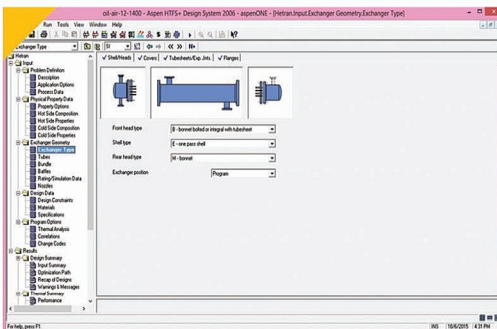 oil-air-12-1400 - Aspen HTFS+ Design System 2006 - aspenONE - [Hetran.Input.Exchanger Geometry.Exchanger Type]
Run Tools View Window Help
Exchanger Type
SI
Hetran
Input
Problem Definition
Description
Application Options
Process Data
Physical Property Data
Property Options
Hot Side Composition
Hot Side Properties
Cold Side Composition
Cold Side Properties
Exchanger Geometry
Exchanger Type
Tubes
Bundle
Baffles
Rating/Simulation Data
Nozzles
Design Data
Design Constraints
Materials
Specifications
Program Options
Thermal Analysis
Correlations
Change Codes
Results
Design Summary
Input Summary
Optimization Path
Recap of Designs
Warnings & Messages
Thermal Summary
Performance
Shell/Heads
Covers
Tubesheets/Exp.Jnts.
Flanges
Front head type
B - bonnet bolted or integral with tubesheet
Shell type
E - one pass shell
Rear head type
M - bonnet
Exchanger position
Program
For help, press F1
INS
10/6/2015
4:31 PM